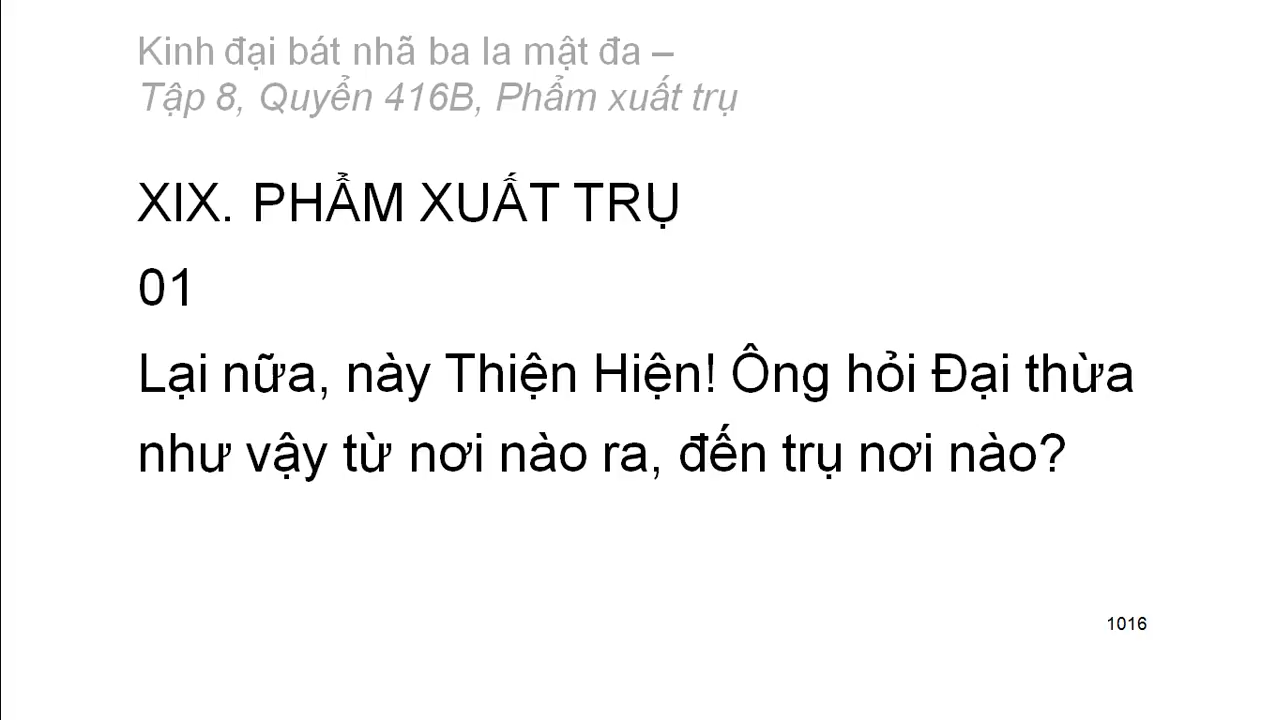 Kinh đại bát nhã ba la mật đa –
Tập 8, Quyển 416B, Phẩm xuất trụ
XIX. PHẨM XUẤT TRỤ
01
Lại nữa, này Thiện Hiện! Ông hỏi Đại thừa
như vậy từ nơi nào ra, đến trụ nơi nào?
1016